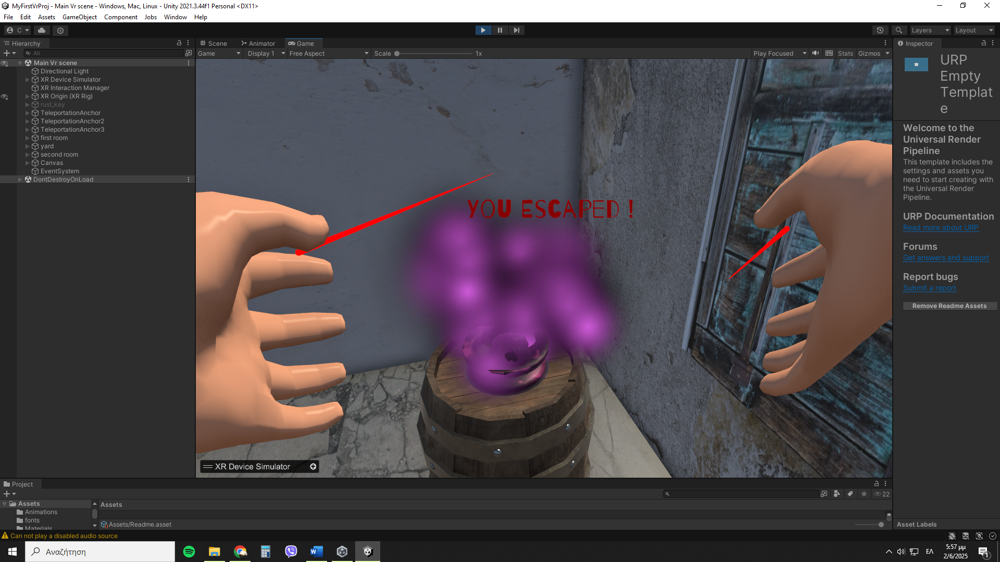 MyFirstVrProj - Main Vr scene - Windows, Mac, Linux - Unity 2021.3.44f1 Personal <DX11>
File Edit Assets GameObject Component Jobs Window Help
C Layers Layout
Hierarchy
All
Main Vr scene
Directional Light
XR Device Simulator
XR Interaction Manager
XR Origin (XR Rig)
rust_key
TeleportationAnchor
TeleportationAnchor2
TeleportationAnchor3
first room
yard
second room
Canvas
EventSystem
DontDestroyOnLoad
Scene Animator Game
Game Display 1 Free Aspect Scale 1x Play Focused Stats Gizmos
YOU ESCAPED !
XR Device Simulator
Inspector
URP
Empty
Templat
e
Welcome to the
Universal Render
Pipeline
This template includes the
settings and assets you
need to start creating with
the Universal Render
Pipeline.
URP Documentation
Read more about URP
Forums
Get answers and support
Report bugs
Submit a report
Remove Readme Assets
Asset Labels
Project
22
Assets
Animations
fonts
Materials
Assets
Assets/Readme.asset
Can not play a disabled audio source
Αναζήτηση
ΕΛ
5:57 μμ
2/6/2025
1